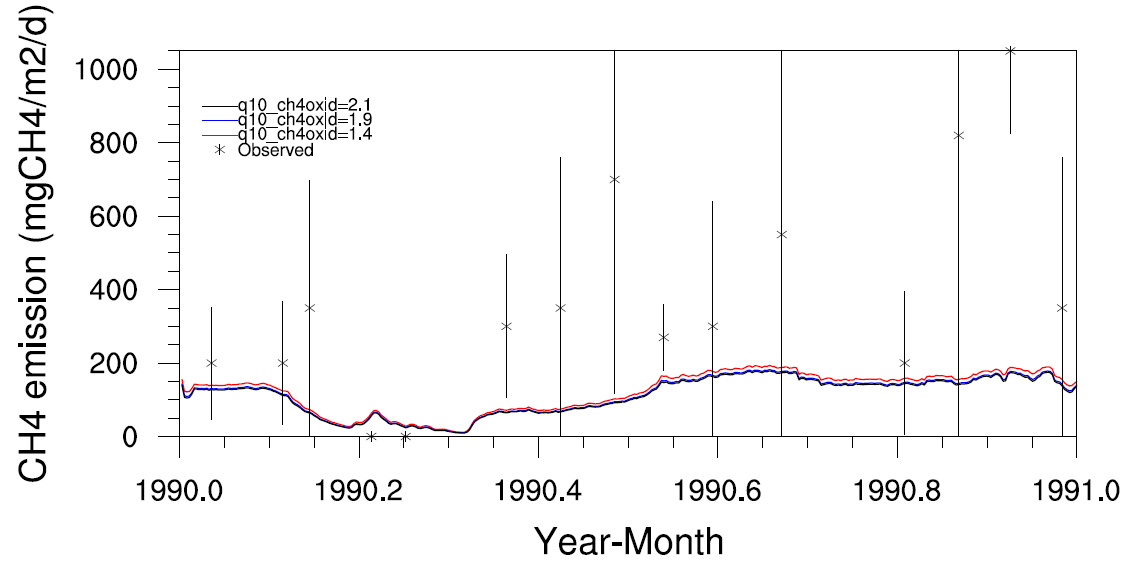 CH4 emission (mgCH4/m2/d)
1000
800
600
400
200
0
q10_ch4oxid=2.1
q10_ch4oxid=1.9
q10_ch4oxid=1.4
Observed
1990.0 1990.2 1990.4 1990.6 1990.8 1991.0
Year-Month